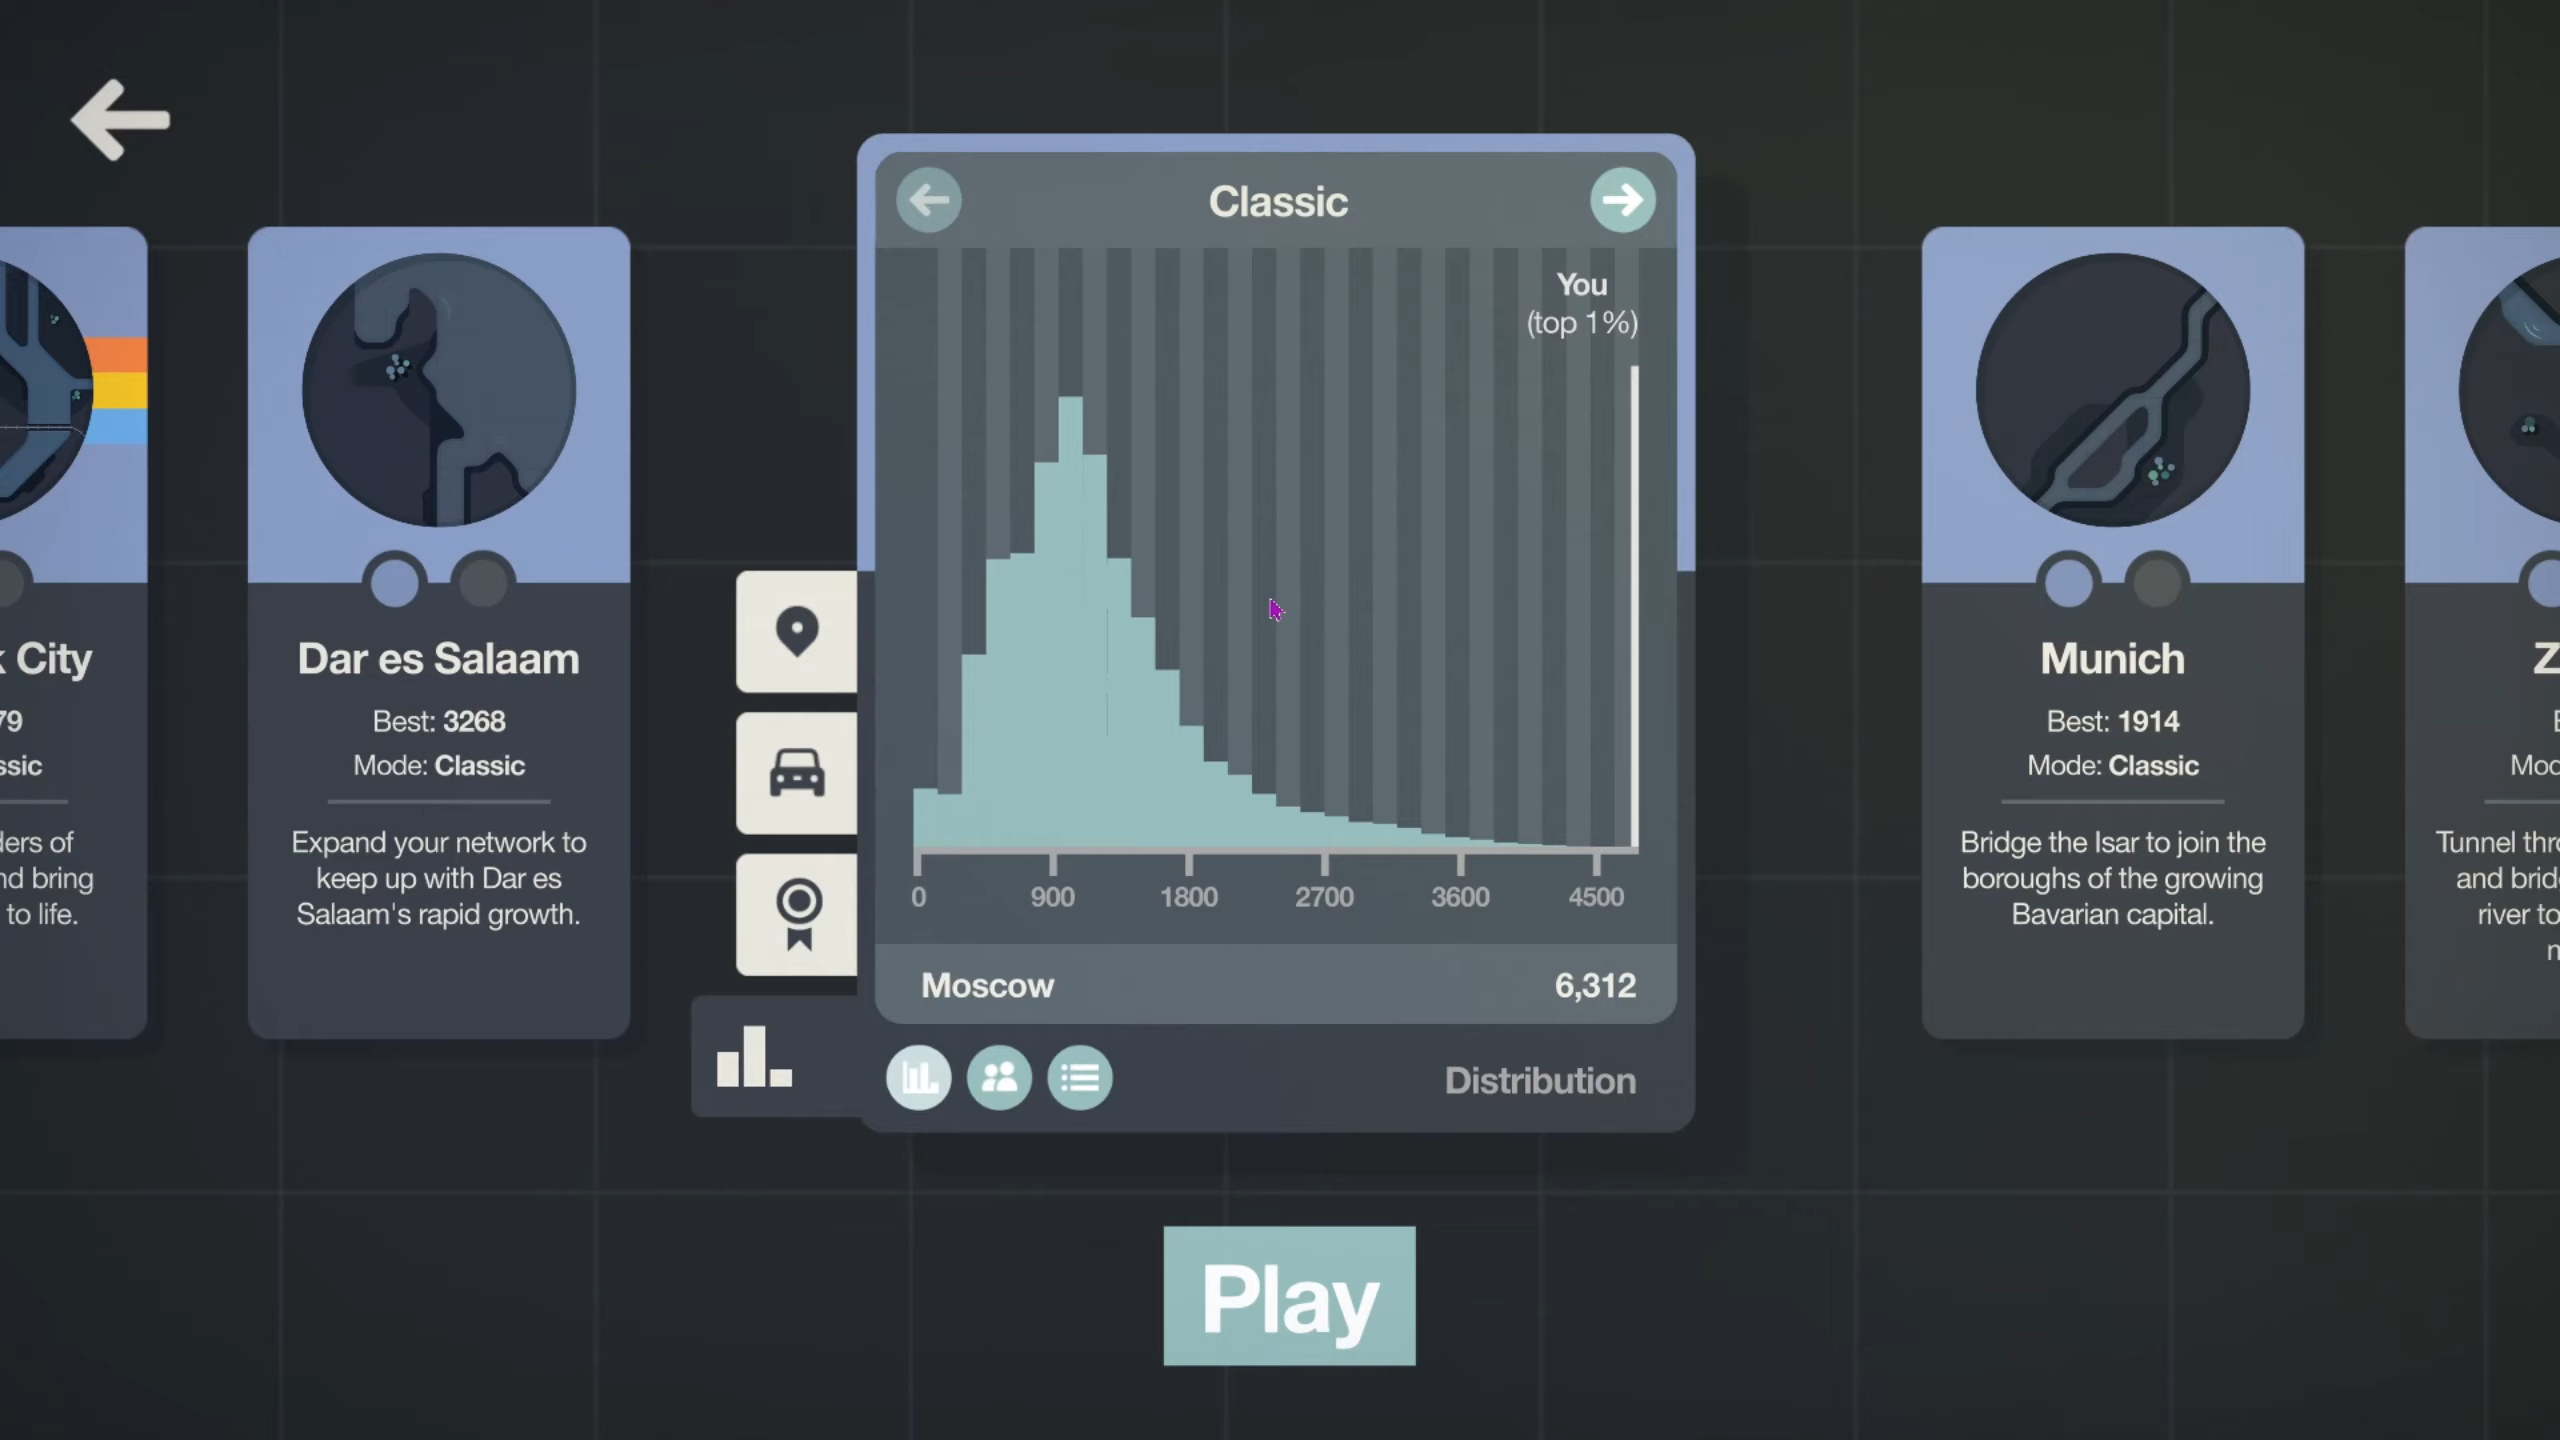 Classic
You
(top 1%)
0
900
1800
2700
3600
4500
Moscow
6,312
Distribution
k City
79
ssic
ders of
nd bring
to life.
Dar es Salaam
Best: 3268
Mode: Classic
Expand your network to
keep up with Dar es
Salaam's rapid growth.
Munich
Best: 1914
Mode: Classic
Bridge the Isar to join the
boroughs of the growing
Bavarian capital.
Z
Moc
Tunnel thr
and brid
river to
Play